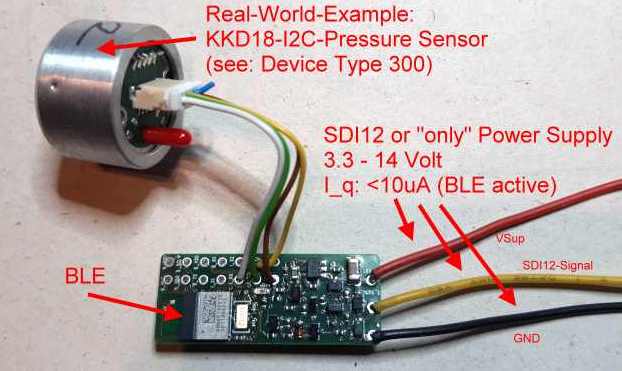 Real-World-Example:
KKD18-I2C-Pressure Sensor
(see: Device Type 300)
SDI12 or "only" Power Supply
3.3 - 14 Volt
I_q: <10uA (BLE active)
VSup
SDI12-Signal
BLE
GND